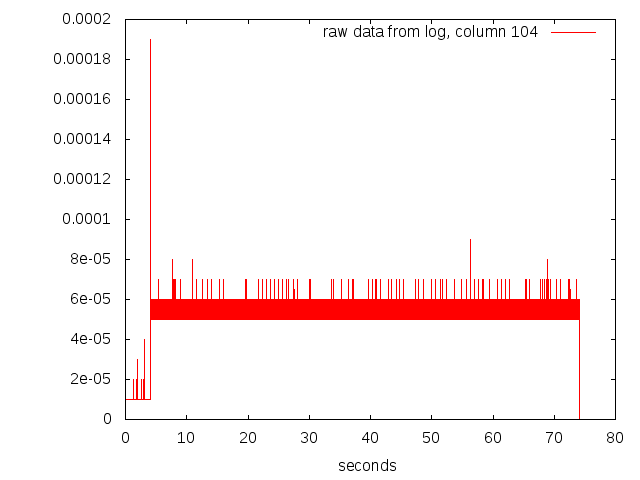 0.0002
raw data from log, column 104
0.00018
0.00016
0.00014
0.00012
0.0001
8e-05
6e-05
4e-05
2e-05
0
0 10 20 30 40 50 60 70 80
seconds